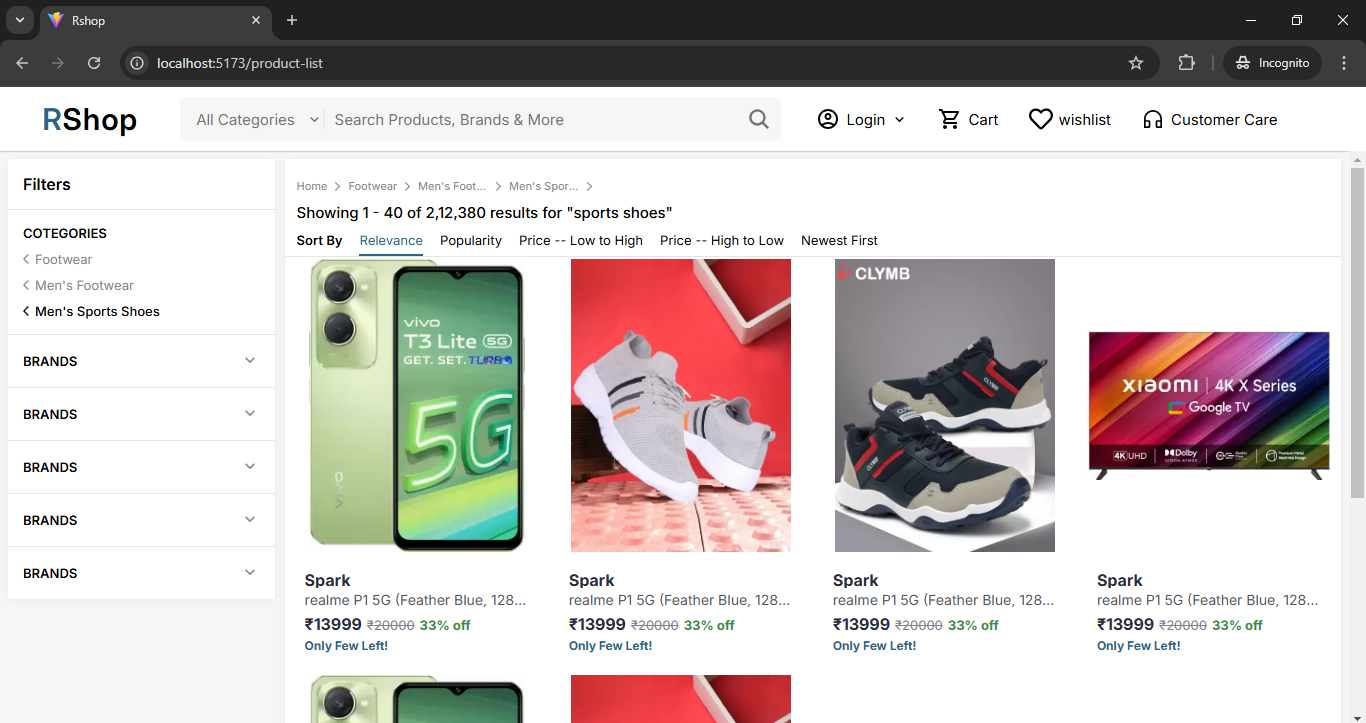 Rshop
localhost:5173/product-list
Incognito
RShop
All Categories
Search Products, Brands & More
Login
Cart
wishlist
Customer Care
Filters
COTEGORIES
Footwear
Men's Footwear
Men's Sports Shoes
BRANDS
BRANDS
BRANDS
BRANDS
BRANDS
Home > Footwear > Men's Foot... > Men's Spor... >
Showing 1 - 40 of 2,12,380 results for "sports shoes"
Sort By Relevance Popularity Price -- Low to High Price -- High to Low Newest First
vivo
T3 Lite 5G
GET. SET. TURBO
5G
vivo
CLYMB
CLYMB
CLYMB
xiaomi | 4K X Series
Google TV
4K UHD
Dolby
Spark
realme P1 5G (Feather Blue, 128...
₹13999 ₹20000 33% off
Only Few Left!
Spark
realme P1 5G (Feather Blue, 128...
₹13999 ₹20000 33% off
Only Few Left!
Spark
realme P1 5G (Feather Blue, 128...
₹13999 ₹20000 33% off
Only Few Left!
Spark
realme P1 5G (Feather Blue, 128...
₹13999 ₹20000 33% off
Only Few Left!